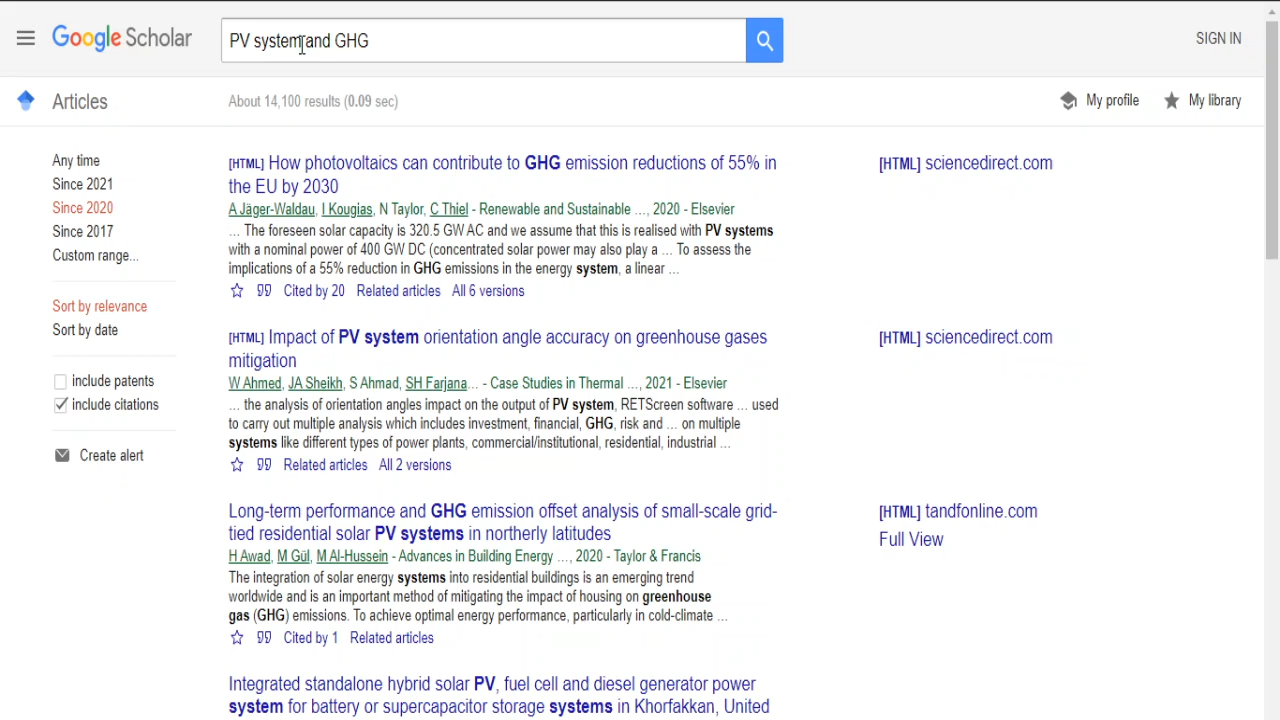 Google Scholar
PV system and GHG
SIGN IN
Articles
About 14,100 results (0.09 sec)
My profile
My library
Any time
Since 2021
Since 2020
Since 2017
Custom range...
Sort by relevance
Sort by date
include patents
include citations
Create alert
[HTML] How photovoltaics can contribute to GHG emission reductions of 55% in
the EU by 2030
A Jäger-Waldau, I Kougias, N Taylor, C Thiel - Renewable and Sustainable ..., 2020 - Elsevier
... The foreseen solar capacity is 320.5 GW AC and we assume that this is realised with PV systems
with a nominal power of 400 GW DC (concentrated solar power may also play a ... To assess the
implications of a 55% reduction in GHG emissions in the energy system, a linear ...
Cited by 20 Related articles All 6 versions
[HTML] sciencedirect.com
[HTML] Impact of PV system orientation angle accuracy on greenhouse gases
mitigation
W Ahmed, JA Sheikh, S Ahmad, SH Farjana... - Case Studies in Thermal ..., 2021 - Elsevier
... the analysis of orientation angles impact on the output of PV system, RETScreen software ... used
to carry out multiple analysis which includes investment, financial, GHG, risk and ... on multiple
systems like different types of power plants, commercial/institutional, residential, industrial ...
Related articles All 2 versions
[HTML] sciencedirect.com
Long-term performance and GHG emission offset analysis of small-scale grid-
tied residential solar PV systems in northerly latitudes
H Awad, M Gül, M Al-Hussein - Advances in Building Energy ..., 2020 - Taylor & Francis
The integration of solar energy systems into residential buildings is an emerging trend
worldwide and is an important method of mitigating the impact of housing on greenhouse
gas (GHG) emissions. To achieve optimal energy performance, particularly in cold-climate ...
Cited by 1 Related articles
[HTML] tandfonline.com
Full View
Integrated standalone hybrid solar PV, fuel cell and diesel generator power
system for battery or supercapacitor storage systems in Khorfakkan, United